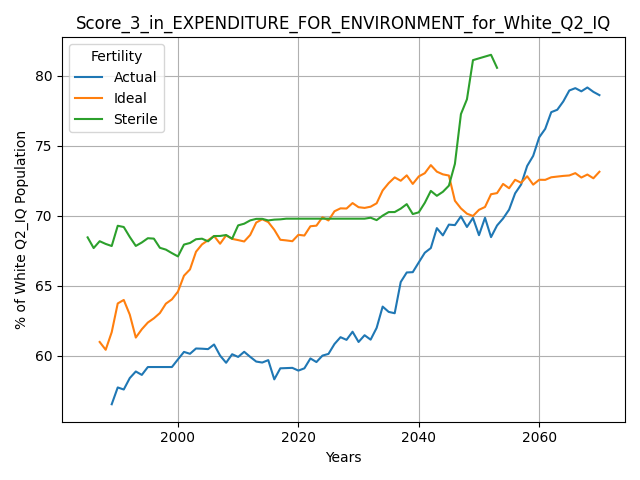 Score_3_in_EXPENDITURE_FOR_ENVIRONMENT_for_White_Q2_IQ
Fertility
Actual
Ideal
Sterile
% of White Q2_IQ Population
80
75
70
65
60
2000
2020
2040
2060
Years